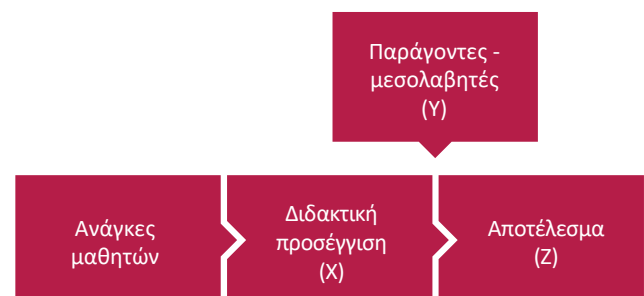 Παράγοντες -
μεσολαβητές
(Υ)
Ανάγκες
μαθητών
Διδακτική
προσέγγιση
(Χ)
Αποτέλεσμα
(Ζ)